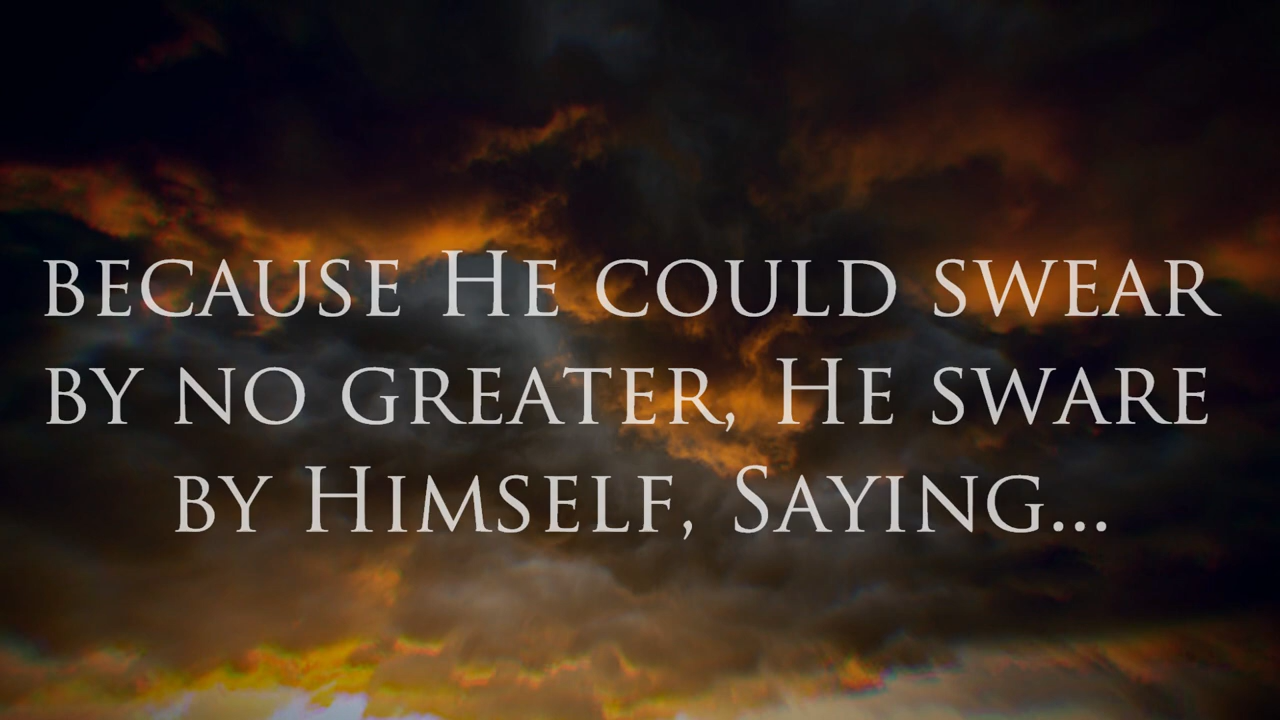 BECAUSE HE COULD SWEAR
BY NO GREATER, HE SWARE
BY HIMSELF, SAYING...